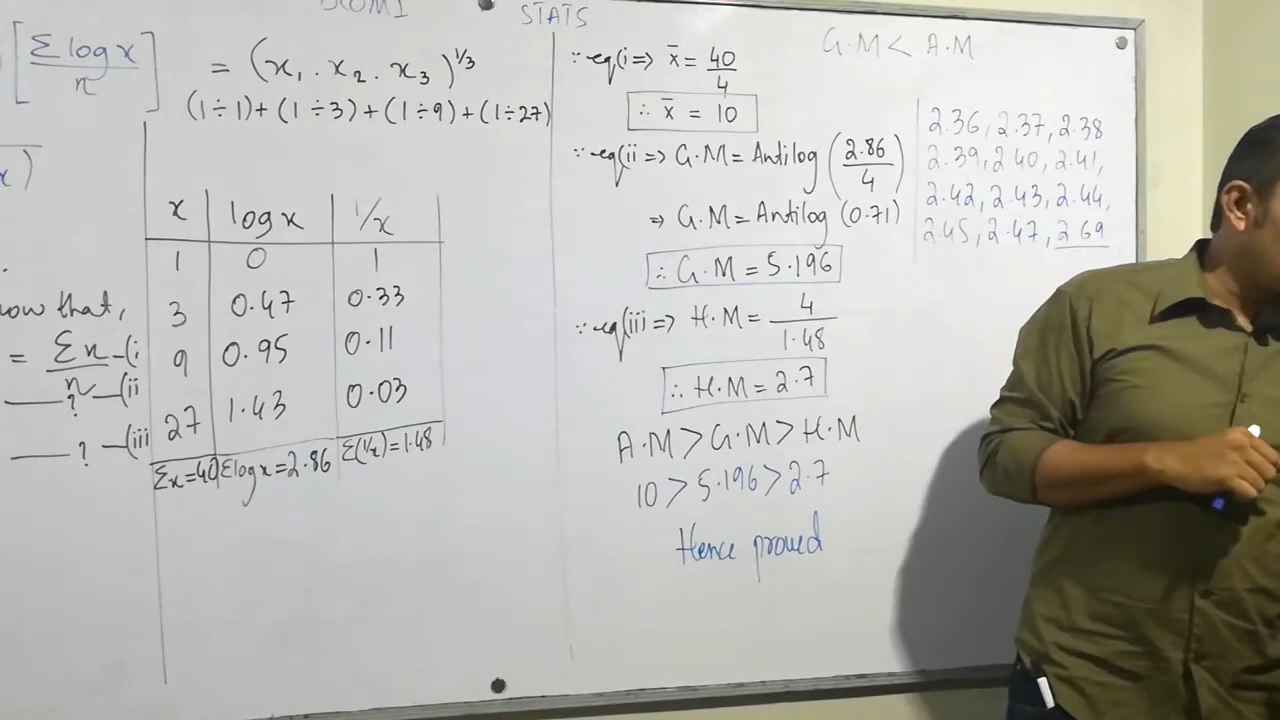 STATS
[Σ log x / n]
= (x₁ . x₂ . x₃)^1/3
(1÷1)+(1÷3)+(1÷9)+(1÷27)
x)
now that,
= Σx/n -(i
___? -(ii
___? -(iii
x | log x | 1/x
1 | 0 | 1
3 | 0.47 | 0.33
9 | 0.95 | 0.11
27 | 1.43 | 0.03
Σx=40 | Σlog x=2.86 | Σ(1/x)=1.48
∵ eq(i ⇒ x̄ = 40/4
∴ x̄ = 10
∵ eq(ii ⇒ G.M = Antilog (2.86/4)
⇒ G.M = Antilog (0.71)
∴ G.M = 5.196
∵ eq(iii ⇒ H.M = 4/1.48
∴ H.M = 2.7
A.M > G.M > H.M
10 > 5.196 > 2.7
Hence proved
G.M < A.M
2.36, 2.37, 2.38
2.39, 2.40, 2.41,
2.42, 2.43, 2.44,
2.45, 2.47, 2.69